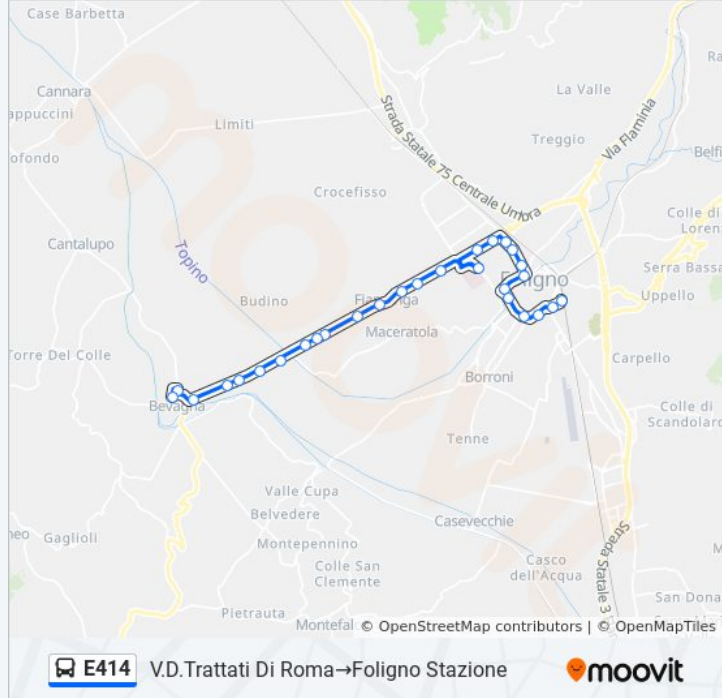 Case Barbetta
Cannara
appuccini
ofondo
Limiti
La Valle
Treggio
Via Flaminia
Belfi
Strada Statale 75 Centrale Umbra
Crocefisso
Colle di
Loren
Cantalupo
Topino
Foligno
Serra Bassa
Budino
Uppello
Maceratola
Torre Del Colle
Carpello
Borroni
Bevagna
Colle di
Scandolaro
Tenne
Valle Cupa
Belvedere
Casevecchie
Gaglioli
Montepennino
Strada Statale 3
Colle San
Clemente
Casco
dell'Acqua
San Dona
Pietrauta
Montefal
© OpenStreetMap contributors | © OpenMapTiles
E414 V.D.Trattati Di Roma→Foligno Stazione
moovit